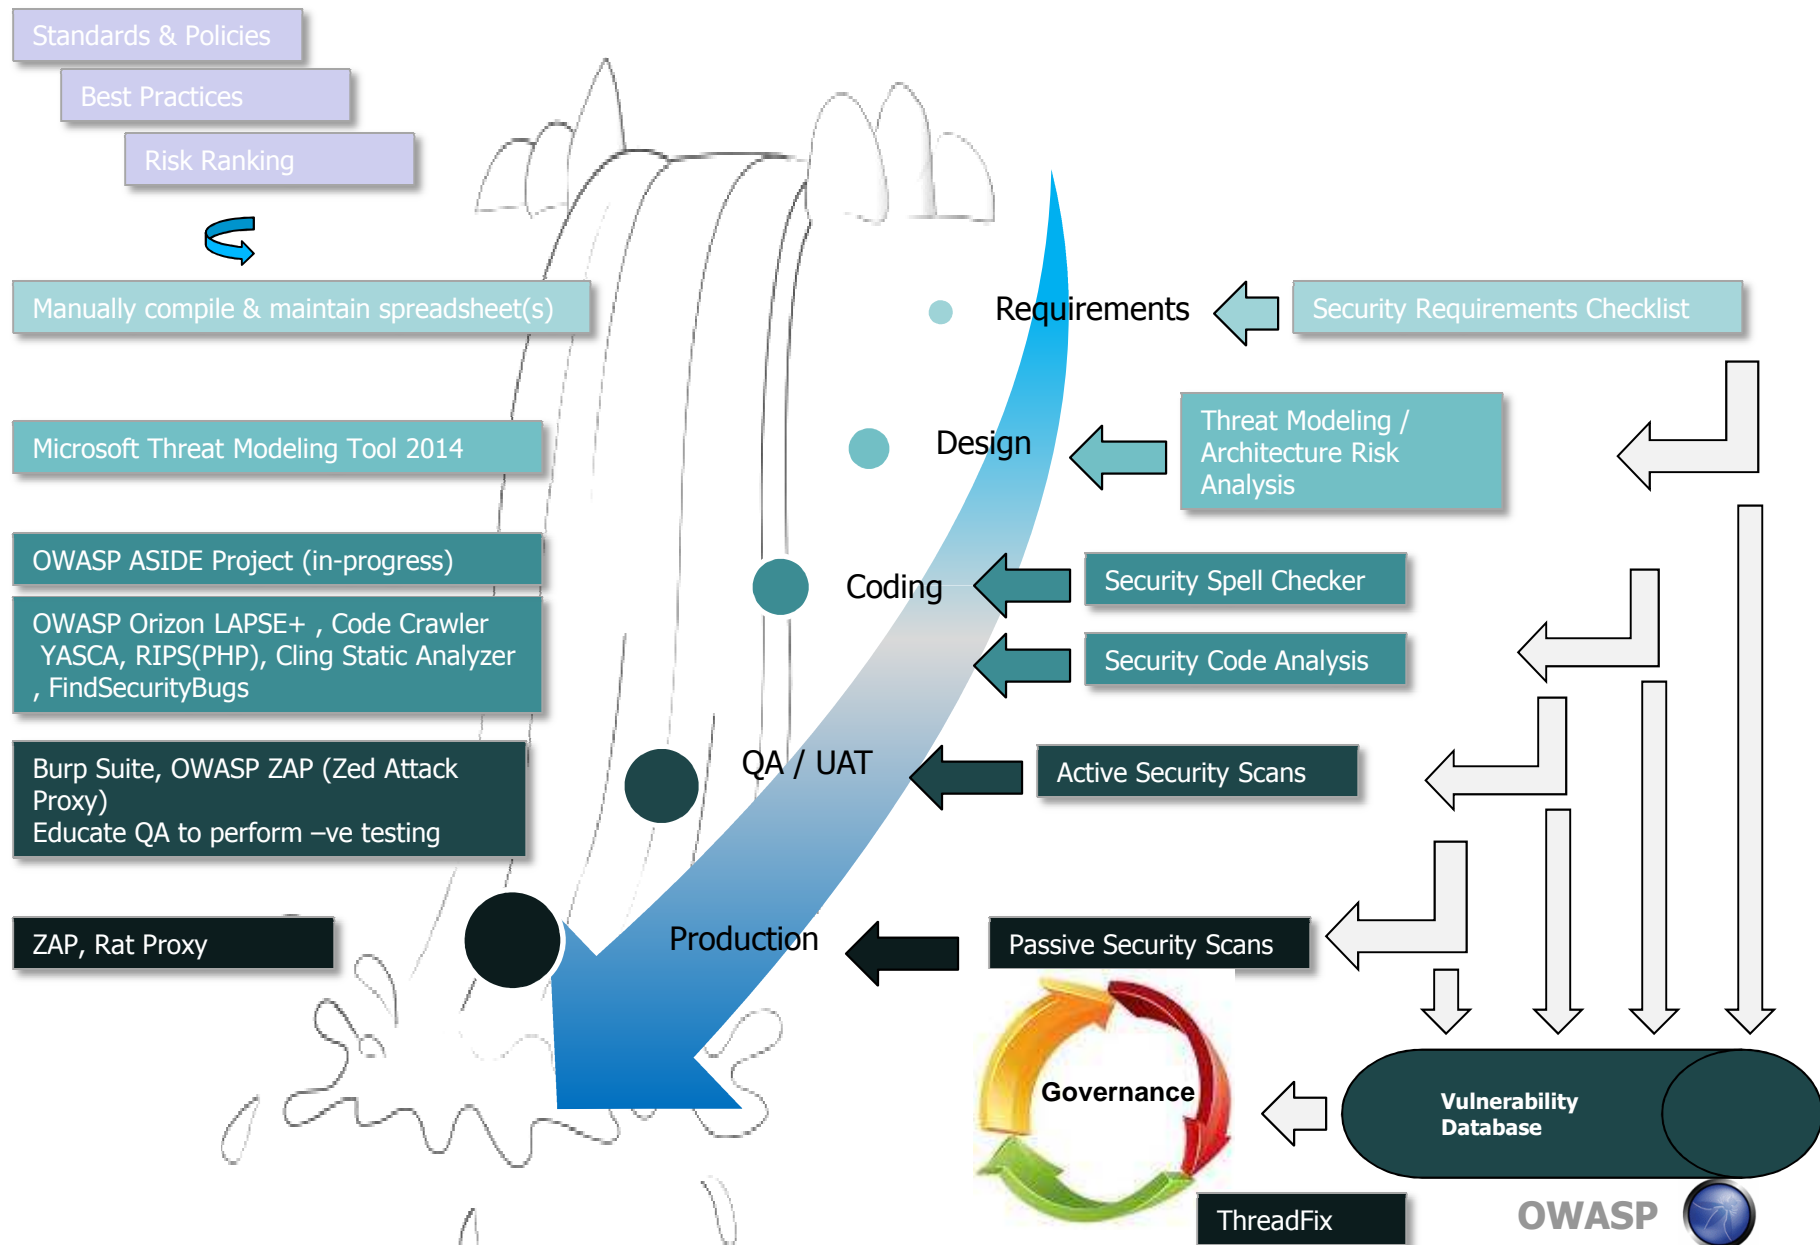 Standards & Policies
Best Practices
Risk Ranking
Manually compile & maintain spreadsheet(s)
Requirements
Security Requirements Checklist
Microsoft Threat Modeling Tool 2014
Design
Threat Modeling /
Architecture Risk
Analysis
OWASP ASIDE Project (in-progress)
Coding
Security Spell Checker
OWASP Orizon LAPSE+ , Code Crawler
YASCA, RIPS(PHP), Cling Static Analyzer
, FindSecurityBugs
Security Code Analysis
Burp Suite, OWASP ZAP (Zed Attack
Proxy)
Educate QA to perform –ve testing
QA / UAT
Active Security Scans
ZAP, Rat Proxy
Production
Passive Security Scans
Governance
Vulnerability
Database
ThreadFix
OWASP